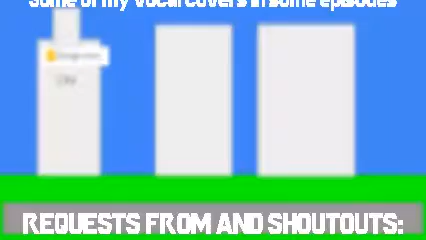 Some of my vocal covers in some episodes
REQUESTS FROM AND SHOUTOUTS: